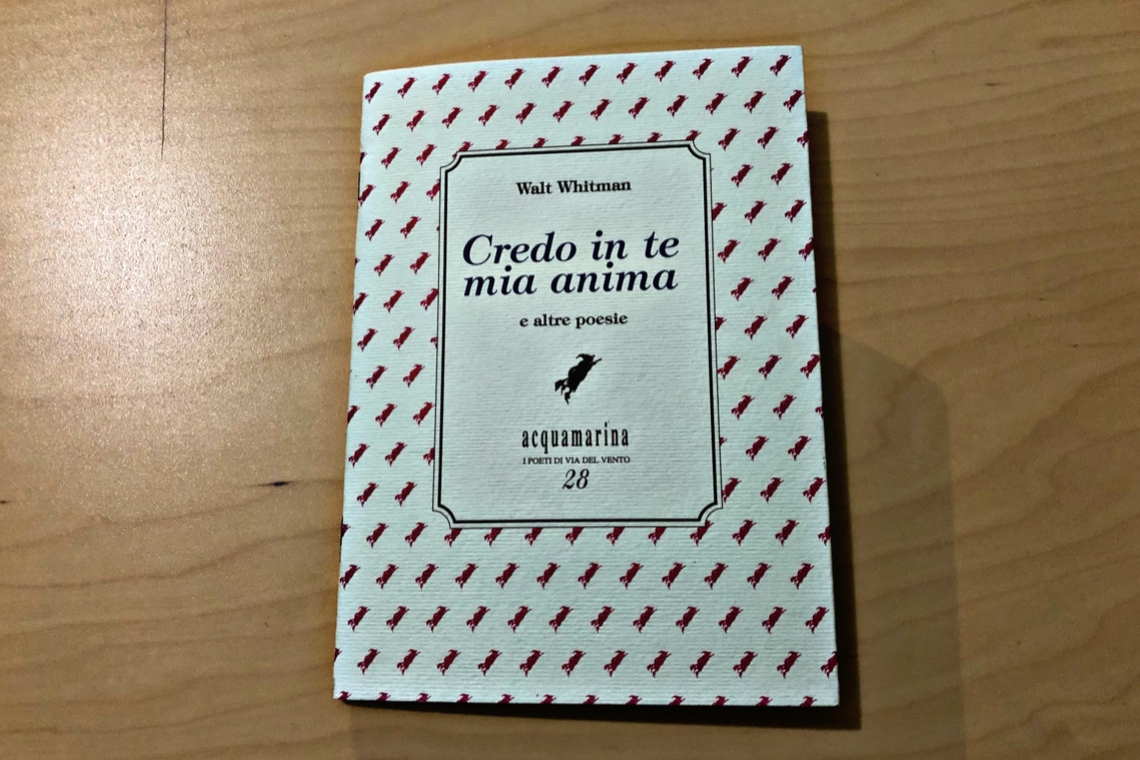 Walt Whitman
Credo in te
mia anima
e altre poesie
acquamarina
I POETI DI VIA DEL VENTO
28